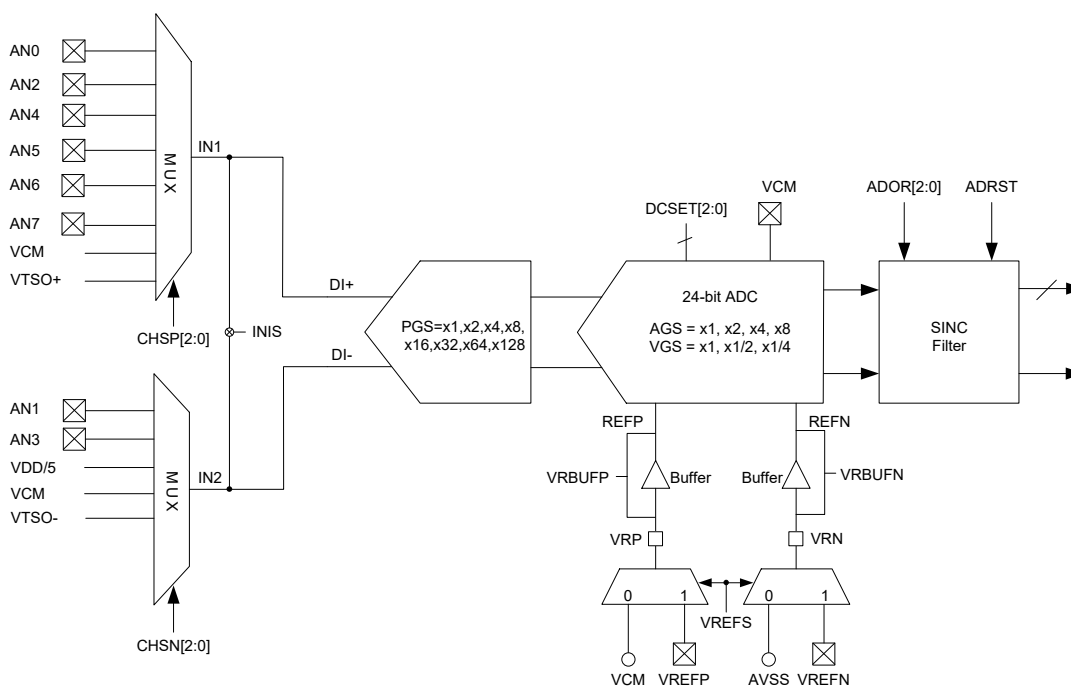 AN0
AN2
AN4
AN5
AN6
AN7
VCM
VTSO+
MUX
CHSP[2:0]
IN1
INIS
AN1
AN3
VDD/5
VCM
VTSO-
MUX
CHSN[2:0]
IN2
DI+
DI-
PGS=x1,x2,x4,x8,
x16,x32,x64,x128
DCSET[2:0]
VCM
24-bit ADC
AGS = x1, x2, x4, x8
VGS = x1, x1/2, x1/4
ADOR[2:0]
ADRST
SINC
Filter
REFP
REFN
VRBUFP
Buffer
Buffer
VRBUFN
VRP
VRN
0
1
0
1
VREFS
VCM
VREFP
AVSS
VREFN